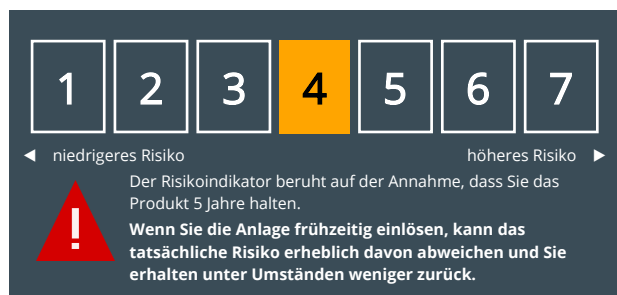 1 2 3 4 5 6 7
niedrigeres Risiko höheres Risiko
Der Risikoindikator beruht auf der Annahme, dass Sie das
Produkt 5 Jahre halten.
Wenn Sie die Anlage frühzeitig einlösen, kann das
tatsächliche Risiko erheblich davon abweichen und Sie
erhalten unter Umständen weniger zurück.
!